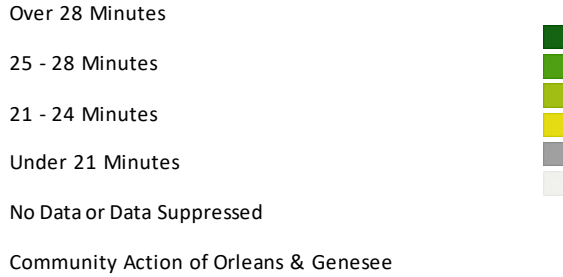 Over 28 Minutes
25 - 28 Minutes
21 - 24 Minutes
Under 21 Minutes
No Data or Data Suppressed
Community Action of Orleans & Genesee